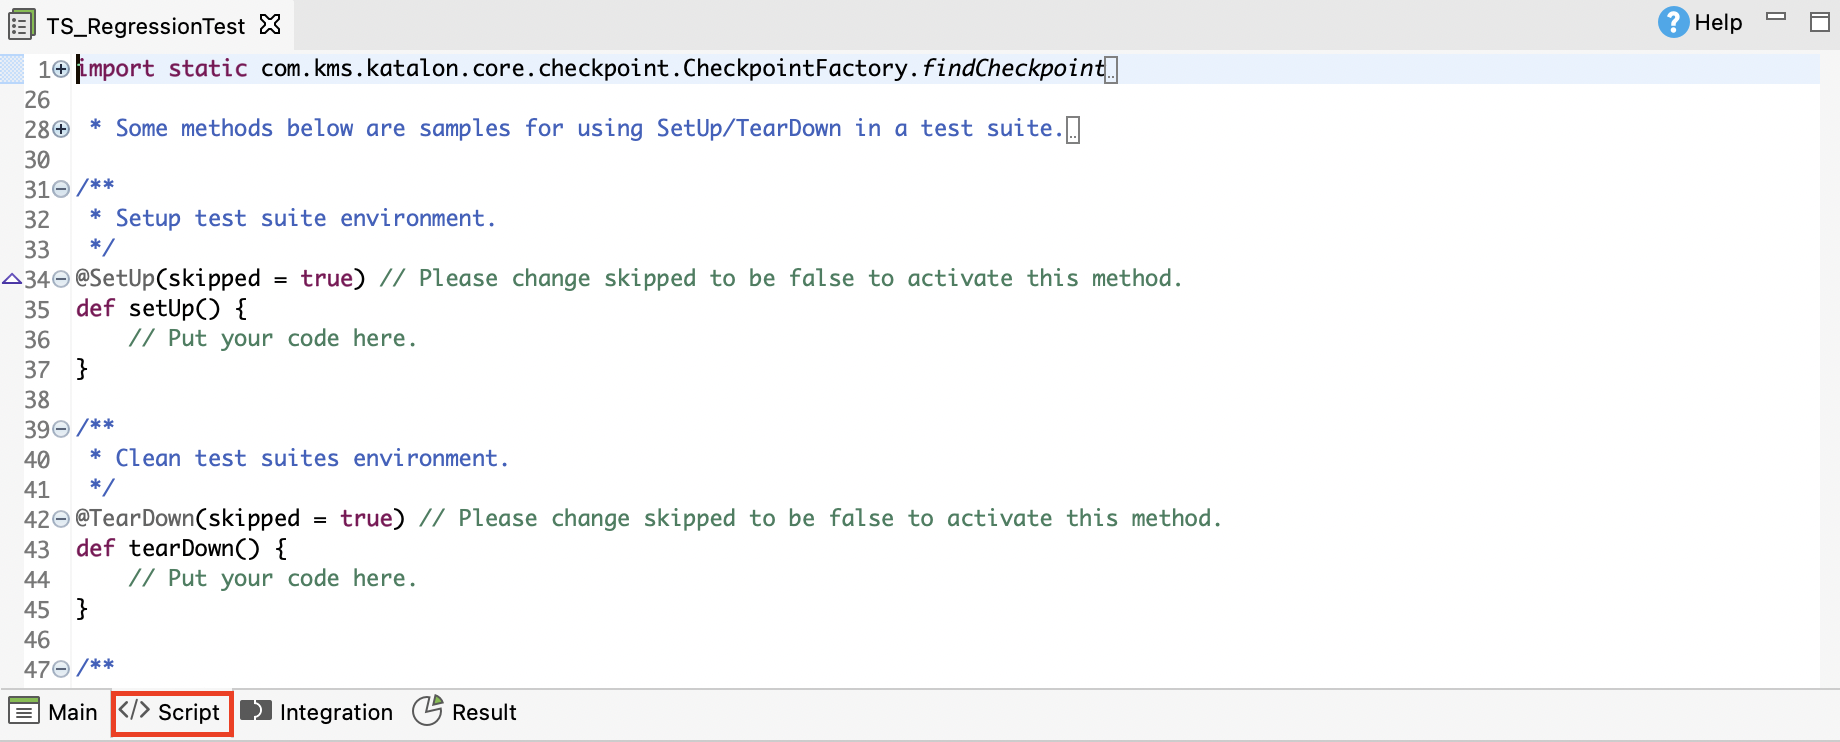 TS_RegressionTest
Help
1 import static com.kms.katalon.core.checkpoint.CheckpointFactory.findCheckpoint..
26
28 * Some methods below are samples for using SetUp/TearDown in a test suite...
30
31 /**
32 * Setup test suite environment.
33 */
34 @SetUp(skipped = true) // Please change skipped to be false to activate this method.
35 def setUp() {
36 // Put your code here.
37 }
38
39 /**
40 * Clean test suites environment.
41 */
42 @TearDown(skipped = true) // Please change skipped to be false to activate this method.
43 def tearDown() {
44 // Put your code here.
45 }
46
47 /**
Main </> Script Integration Result